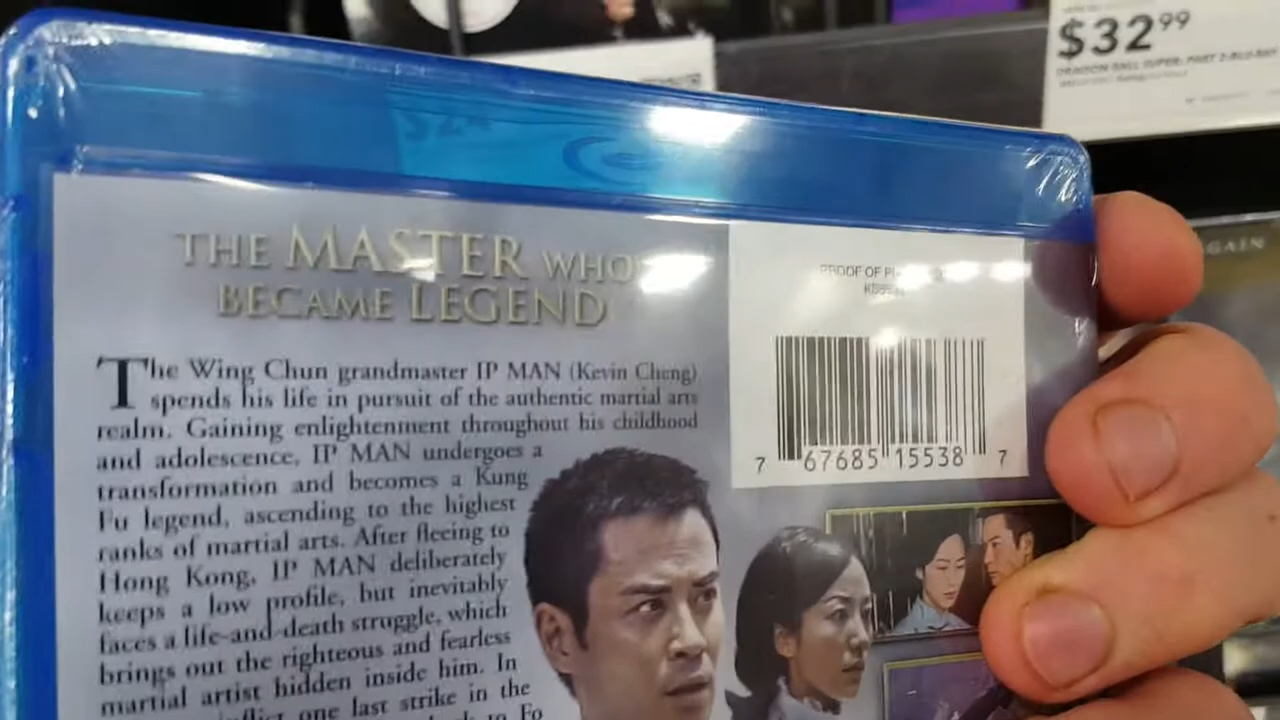 $32⁹⁹
DRAGON BALL SUPER: PART 2-BLU-RAY
GAIN
THE MASTER WHO
BECAME LEGEND
PROOF OF
The Wing Chun grandmaster IP MAN (Kevin Cheng)
spends his life in pursuit of the authentic martial arts
realm. Gaining enlightenment throughout his childhood
and adolescence, IP MAN undergoes a
transformation and becomes a Kung
Fu legend, ascending to the highest
ranks of martial arts. After fleeing to
Hong Kong, IP MAN deliberately
keeps a low profile, but inevitably
faces a life-and-death struggle, which
brings out the righteous and fearless
martial artist hidden inside him. In
one last strike in the
to Fo
7 67685 15538 7